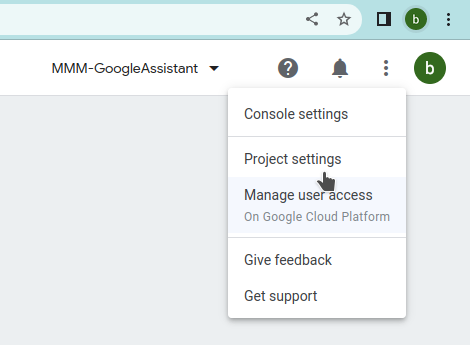 b
MMM-GoogleAssistant
b
Console settings
Project settings
Manage user access
On Google Cloud Platform
Give feedback
Get support